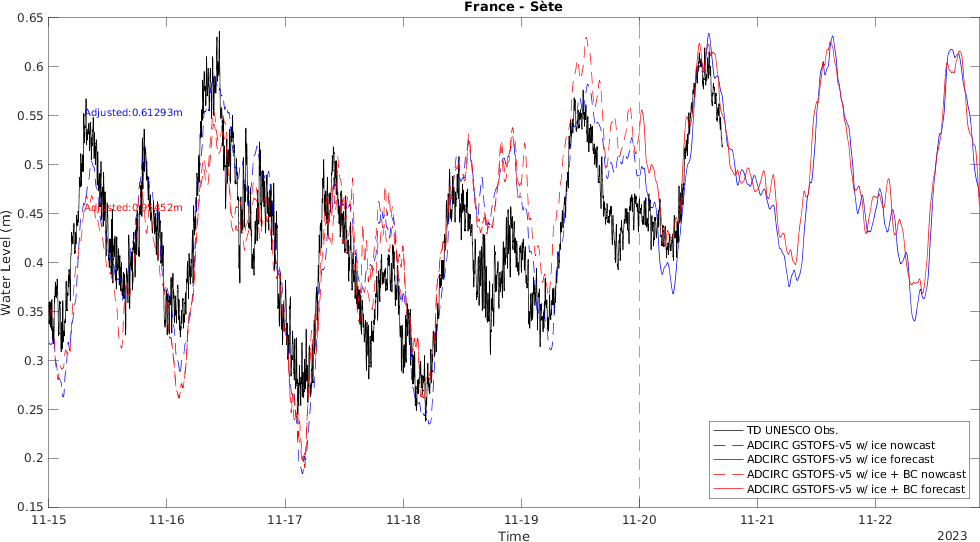 France - Sète
0.65
0.6
0.55
0.5
0.45
0.4
0.35
0.3
0.25
0.2
0.15
Water Level (m)
Adjusted:0.61293m
TD UNESCO Obs.
ADCIRC GSTOFS-v5 w/ ice nowcast
ADCIRC GSTOFS-v5 w/ ice forecast
ADCIRC GSTOFS-v5 w/ ice + BC nowcast
ADCIRC GSTOFS-v5 w/ ice + BC forecast
11-15 11-16 11-17 11-18 11-19 11-20 11-21 11-22
Time
2023